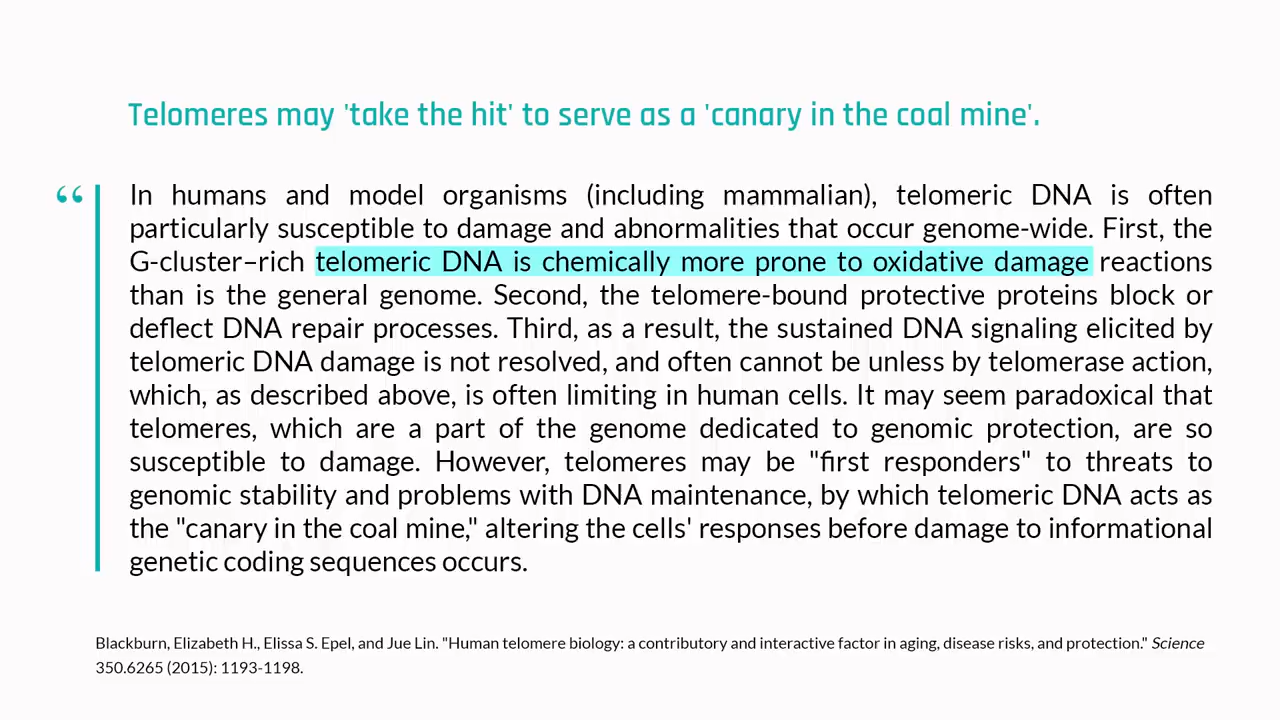 Telomeres may 'take the hit' to serve as a 'canary in the coal mine'.
“ In humans and model organisms (including mammalian), telomeric DNA is often
particularly susceptible to damage and abnormalities that occur genome-wide. First, the
G-cluster–rich telomeric DNA is chemically more prone to oxidative damage reactions
than is the general genome. Second, the telomere-bound protective proteins block or
deflect DNA repair processes. Third, as a result, the sustained DNA signaling elicited by
telomeric DNA damage is not resolved, and often cannot be unless by telomerase action,
which, as described above, is often limiting in human cells. It may seem paradoxical that
telomeres, which are a part of the genome dedicated to genomic protection, are so
susceptible to damage. However, telomeres may be "first responders" to threats to
genomic stability and problems with DNA maintenance, by which telomeric DNA acts as
the "canary in the coal mine," altering the cells' responses before damage to informational
genetic coding sequences occurs.
Blackburn, Elizabeth H., Elissa S. Epel, and Jue Lin. "Human telomere biology: a contributory and interactive factor in aging, disease risks, and protection." Science
350.6265 (2015): 1193-1198.